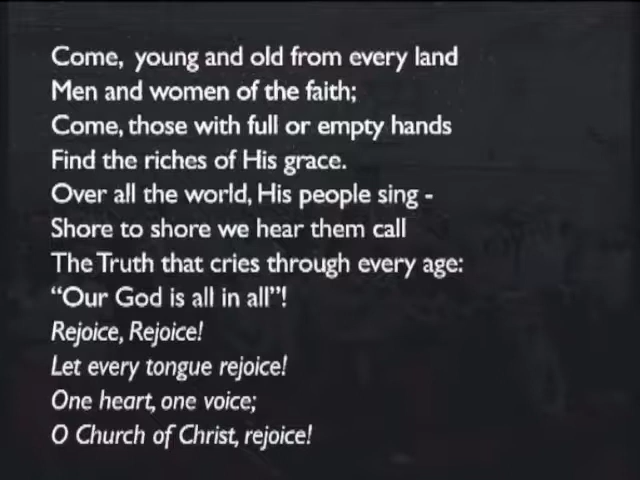 Come, young and old from every land
Men and women of the faith;
Come, those with full or empty hands
Find the riches of His grace.
Over all the world, His people sing -
Shore to shore we hear them call
The Truth that cries through every age:
“Our God is all in all”!
Rejoice, Rejoice!
Let every tongue rejoice!
One heart, one voice;
O Church of Christ, rejoice!